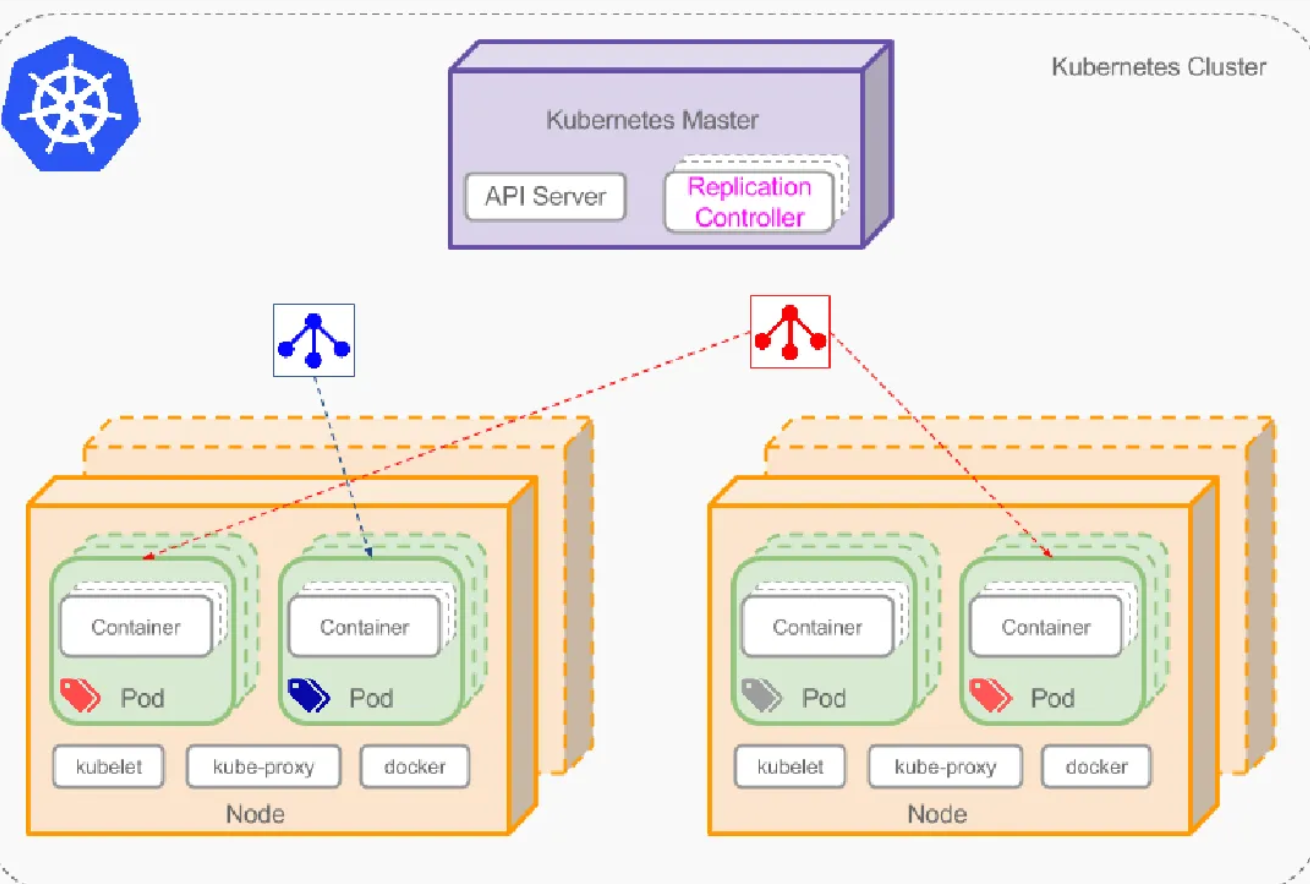 Kubernetes Cluster
Kubernetes Master
API Server
Replication
Controller
Container
Container
Pod
Pod
kubelet
kube-proxy
docker
Node
Container
Container
Pod
Pod
kubelet
kube-proxy
docker
Node